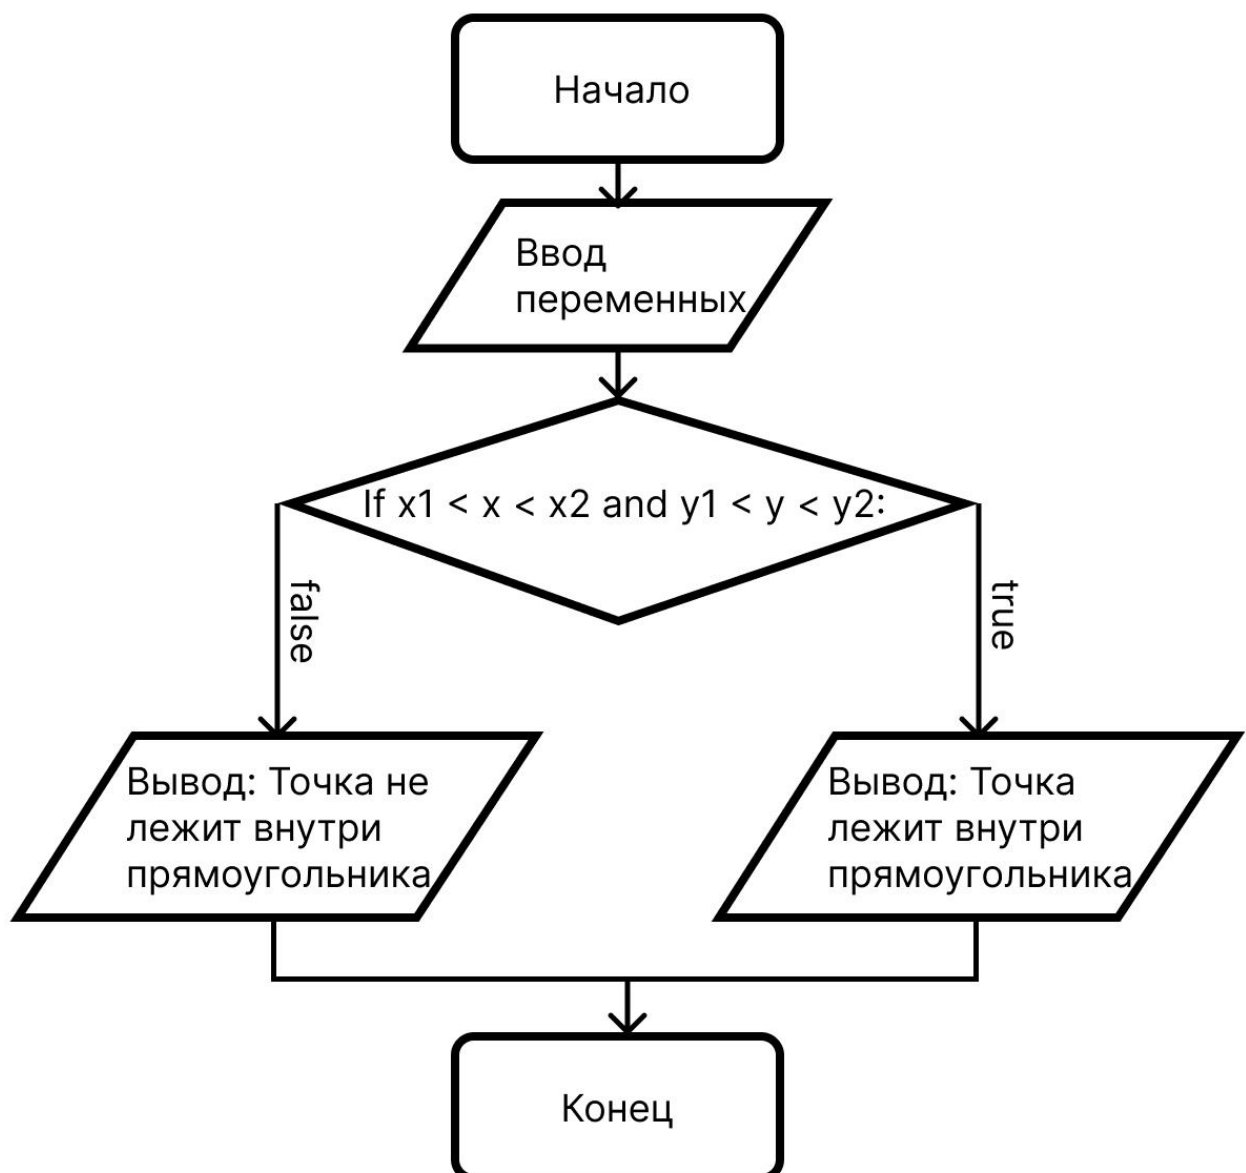 Начало
Ввод
переменных
If x1 < x < x2 and y1 < y < y2:
false
true
Вывод: Точка не
лежит внутри
прямоугольника
Вывод: Точка
лежит внутри
прямоугольника
Конец